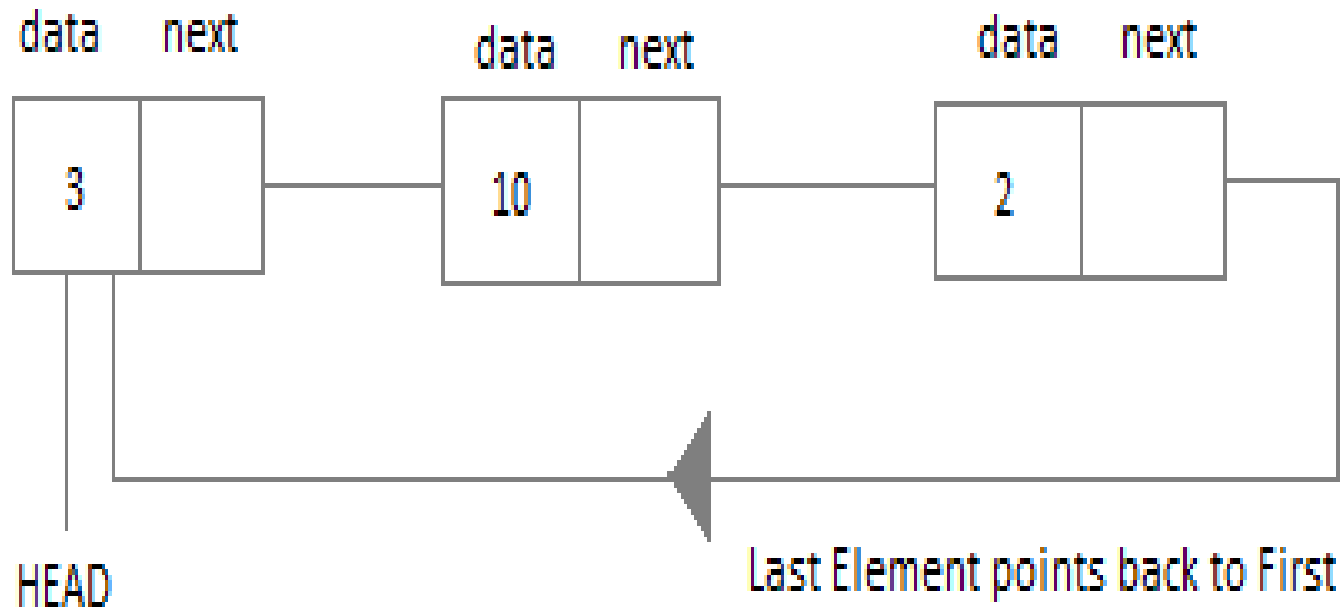 data next data next data next
3 10 2
HEAD Last Element points back to First